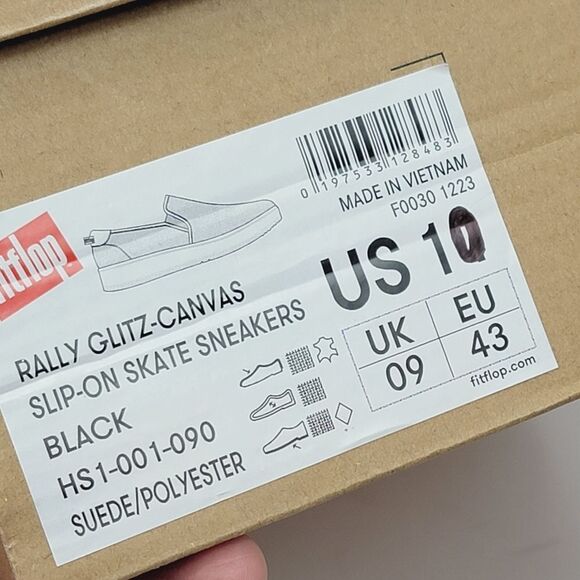 0 197533 128483
MADE IN VIETNAM
F0030 1223
itflop
US 10
UK EU
09 43
fitflop.com
RALLY GLITZ-CANVAS
SLIP-ON SKATE SNEAKERS
BLACK
HS1-001-090
SUEDE/POLYESTER